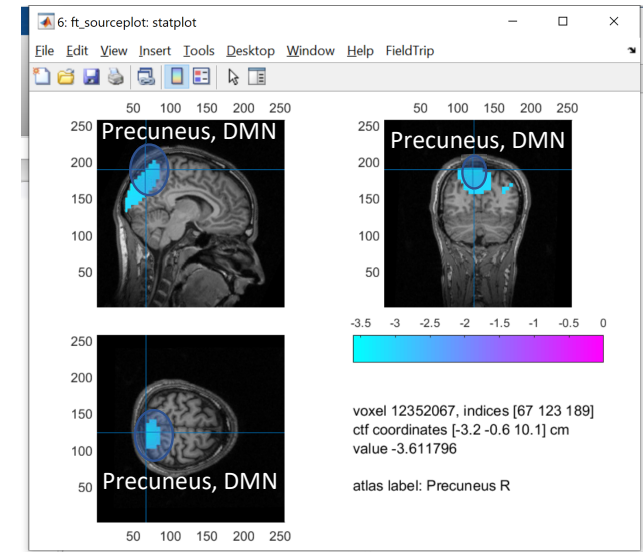 6: ft_sourceplot: statplot
File Edit View Insert Tools Desktop Window Help FieldTrip
50 100 150 200 250
250
200
150
100
50
Precuneus, DMN
50 100 150 200 250
250
200
150
100
50
Precuneus, DMN
-3.5 -3 -2.5 -2 -1.5 -1 -0.5 0
250
200
150
100
50
Precuneus, DMN
50 100 150 200 250
voxel 12352067, indices [67 123 189]
ctf coordinates [-3.2 -0.6 10.1] cm
value -3.611796
atlas label: Precuneus R